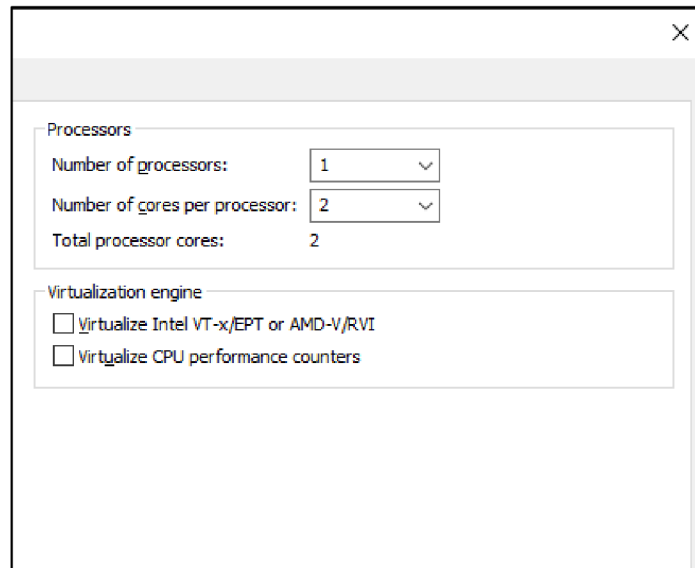 Processors
Number of processors: 1
Number of cores per processor: 2
Total processor cores: 2
Virtualization engine
Virtualize Intel VT-x/EPT or AMD-V/RVI
Virtualize CPU performance counters